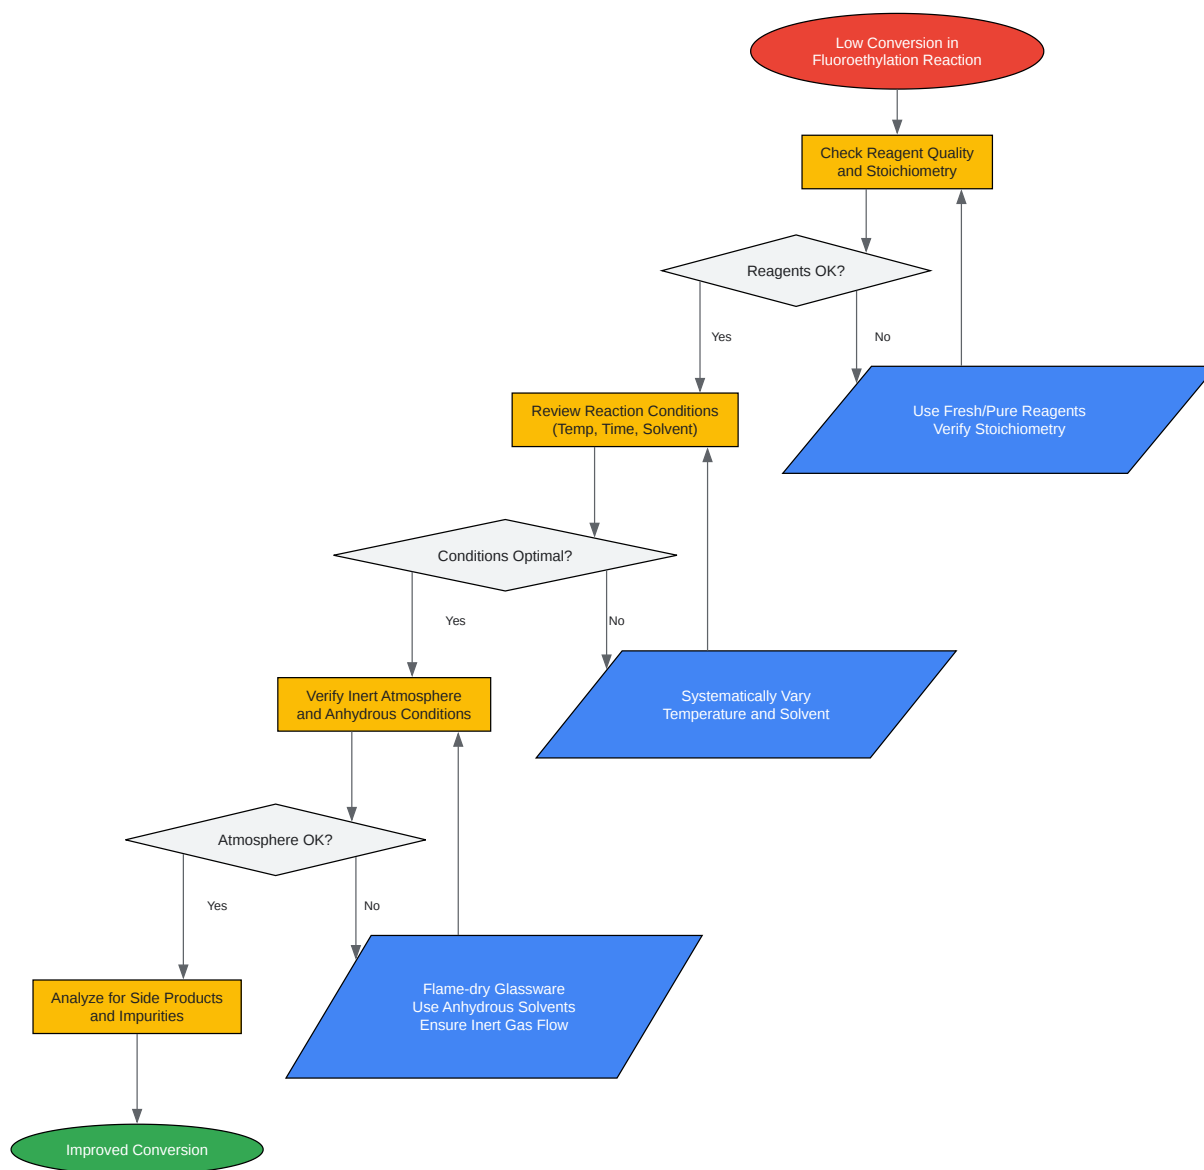 Low Conversion in
Fluoroethylation Reaction
Check Reagent Quality
and Stoichiometry
Reagents OK?
Yes
No
Review Reaction Conditions
(Temp, Time, Solvent)
Use Fresh/Pure Reagents
Verify Stoichiometry
Conditions Optimal?
Yes
No
Verify Inert Atmosphere
and Anhydrous Conditions
Systematically Vary
Temperature and Solvent
Atmosphere OK?
Yes
No
Analyze for Side Products
and Impurities
Flame-dry Glassware
Use Anhydrous Solvents
Ensure Inert Gas Flow
Improved Conversion